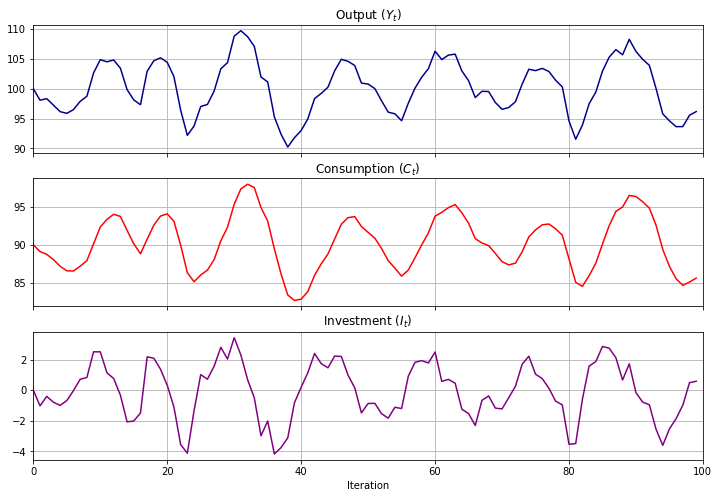 Output (Y_t)
110
105
100
95
90
Consumption (C_t)
95
90
85
Investment (I_t)
2
0
−2
−4
0 20 40 60 80 100
Iteration